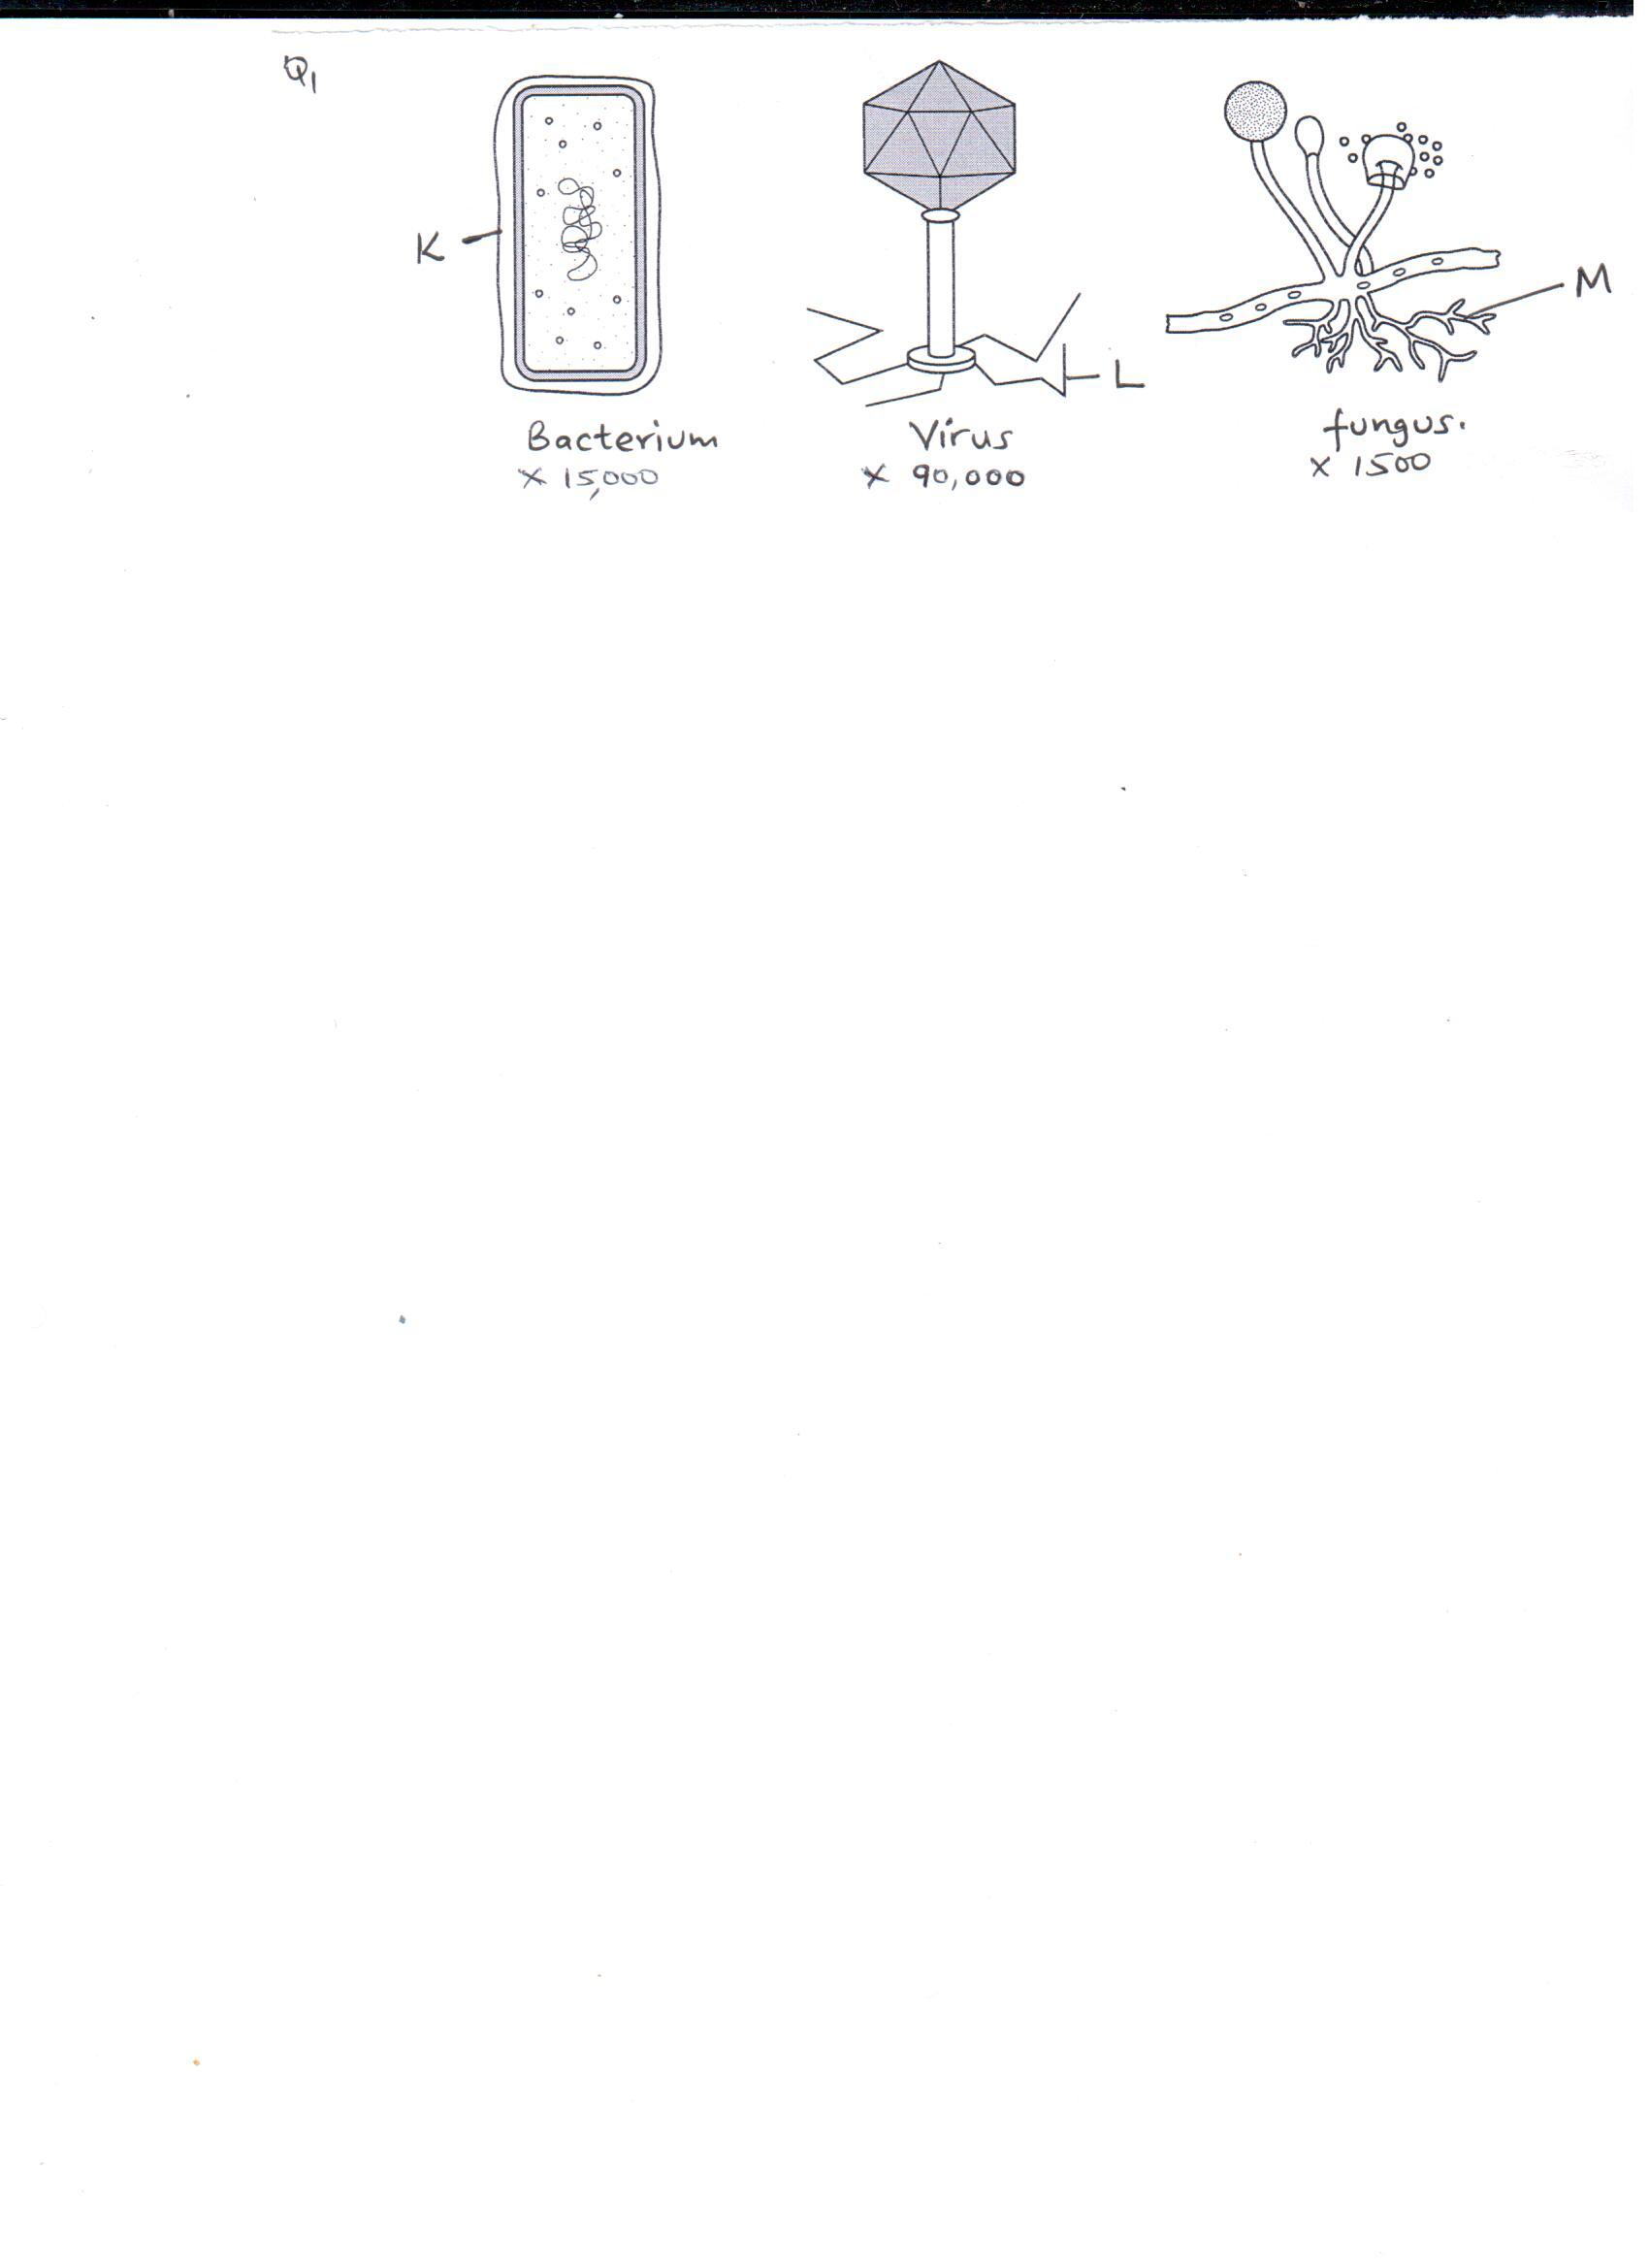 Q1
K
L
M
Bacterium
x 15,000
Virus
x 90,000
fungus.
x 1500